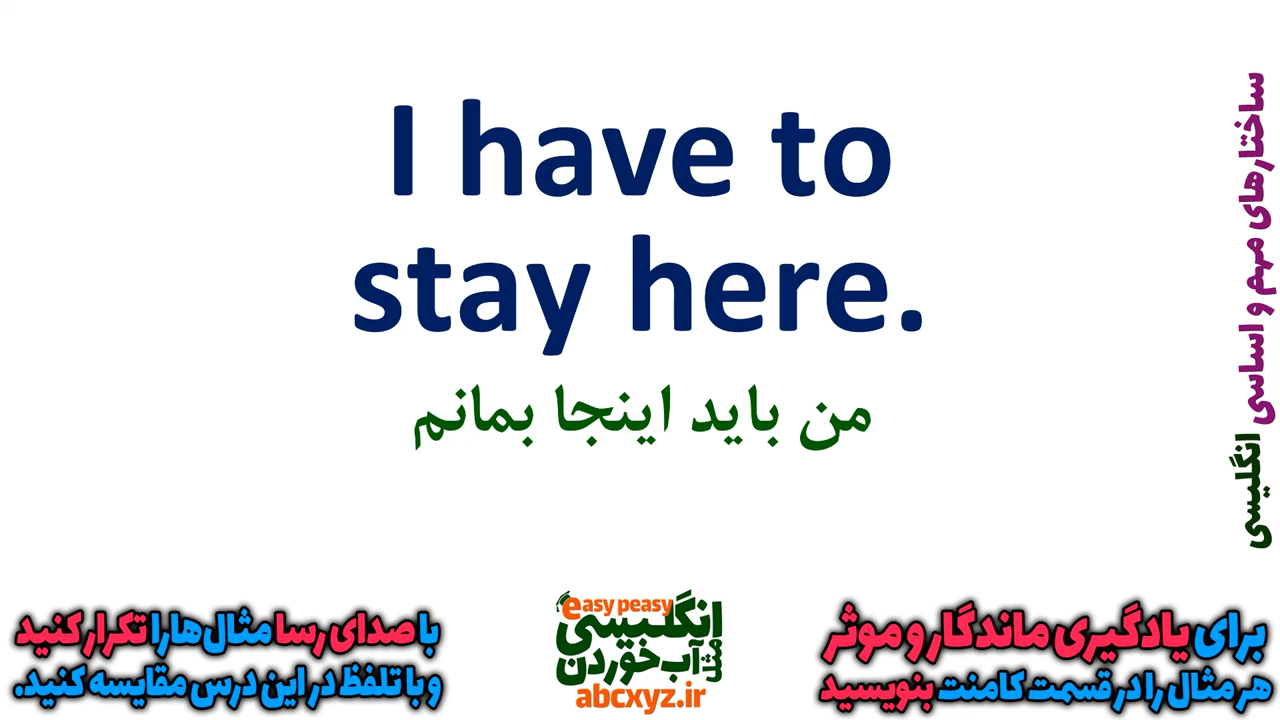 I have to
stay here.
من باید اینجا بمانم
ساختارهای مهم و اساسی انگلیسی
برای یادگیری ماندگار و موثر
هر مثال را در قسمت کامنت بنویسید
easy peasy
انگلیسی
مثل آب خوردن
abcxyz.ir
با صدای رسا مثال‌ها را تکرار کنید
و با تلفظ در این درس مقایسه کنید.